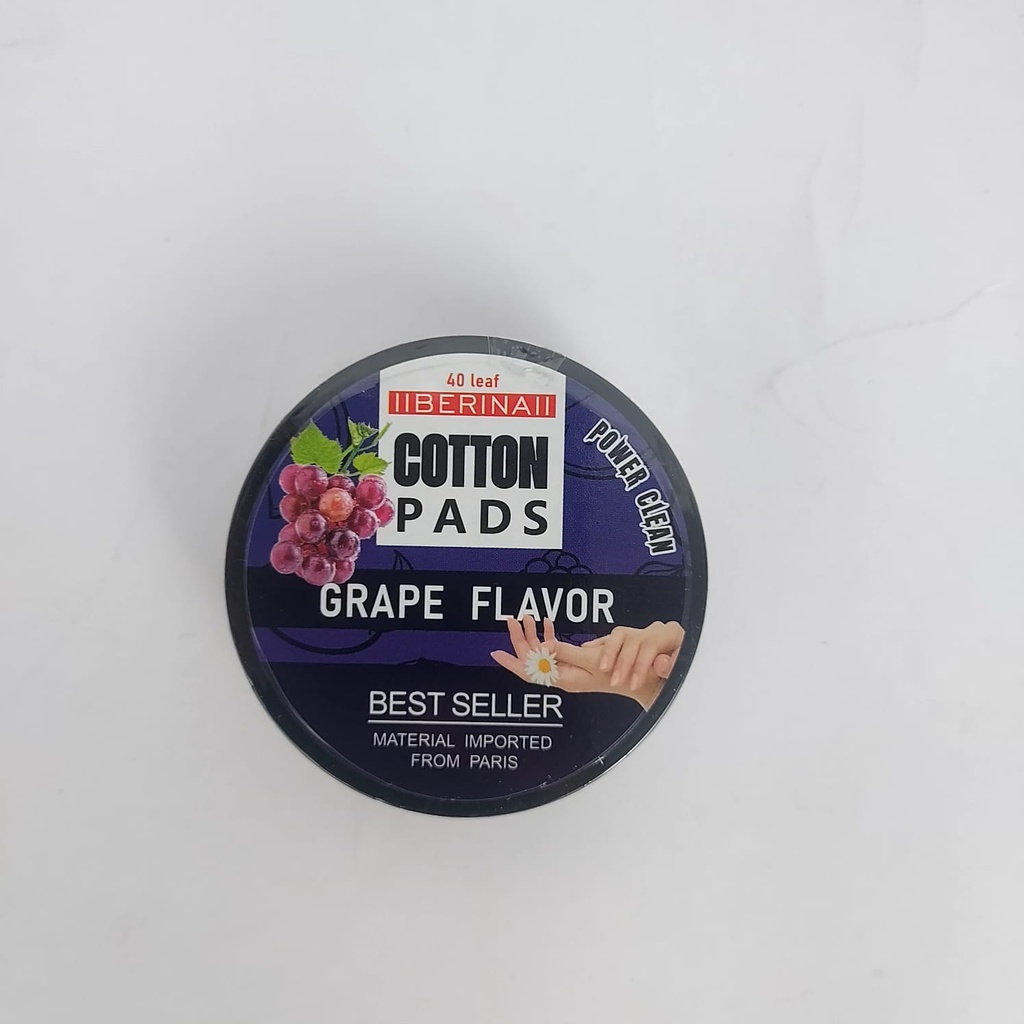 40 leaf
IIBERINAII
COTTON
PADS
POWER CLEAN
GRAPE FLAVOR
BEST SELLER
MATERIAL IMPORTED
FROM PARIS